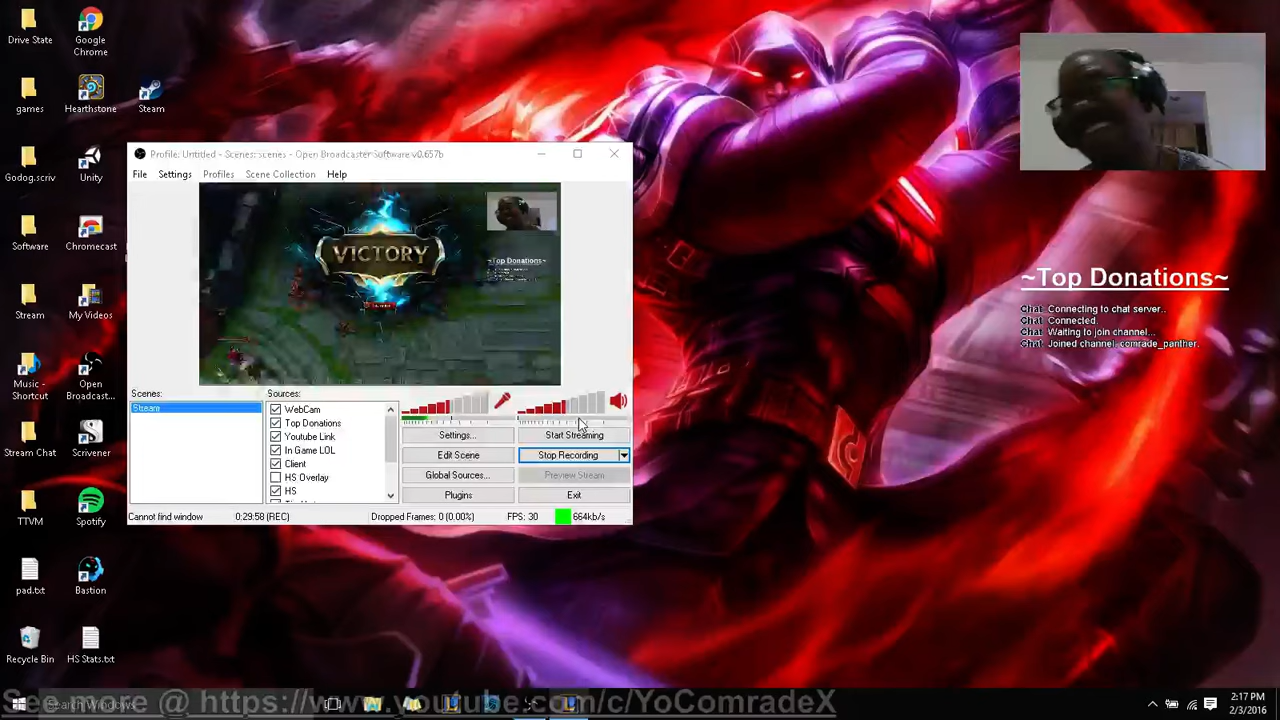 Drive State
Google
Chrome
games
Hearthstone
Steam
Godog.scriv
Unity
Software
Chromecast
Stream
My Videos
Music -
Shortcut
Open
Broadcast...
Stream Chat
Scrivener
TTVM
Spotify
pad.txt
Bastion
Recycle Bin
HS Stats.txt
Profile: Untitled - Scenes: scenes - Open Broadcaster Software v0.657b
File Settings Profiles Scene Collection Help
VICTORY
~Top Donations~
Scenes:
Stream
Sources:
WebCam
Top Donations
Youtube Link
In Game LOL
Client
HS Overlay
HS
Settings...
Start Streaming
Edit Scene
Stop Recording
Global Sources...
Preview Stream
Plugins
Exit
Cannot find window
0:29:58 (REC)
Dropped Frames: 0 (0.00%)
FPS: 30
664kb/s
~Top Donations~
Chat: Connecting to chat server..
Chat: Connected.
Chat: Waiting to join channel...
Chat: Joined channel: comrade_panther.
See more @ https://www.youtube.com/c/YoComradeX
Search Windows
2:17 PM
2/3/2016